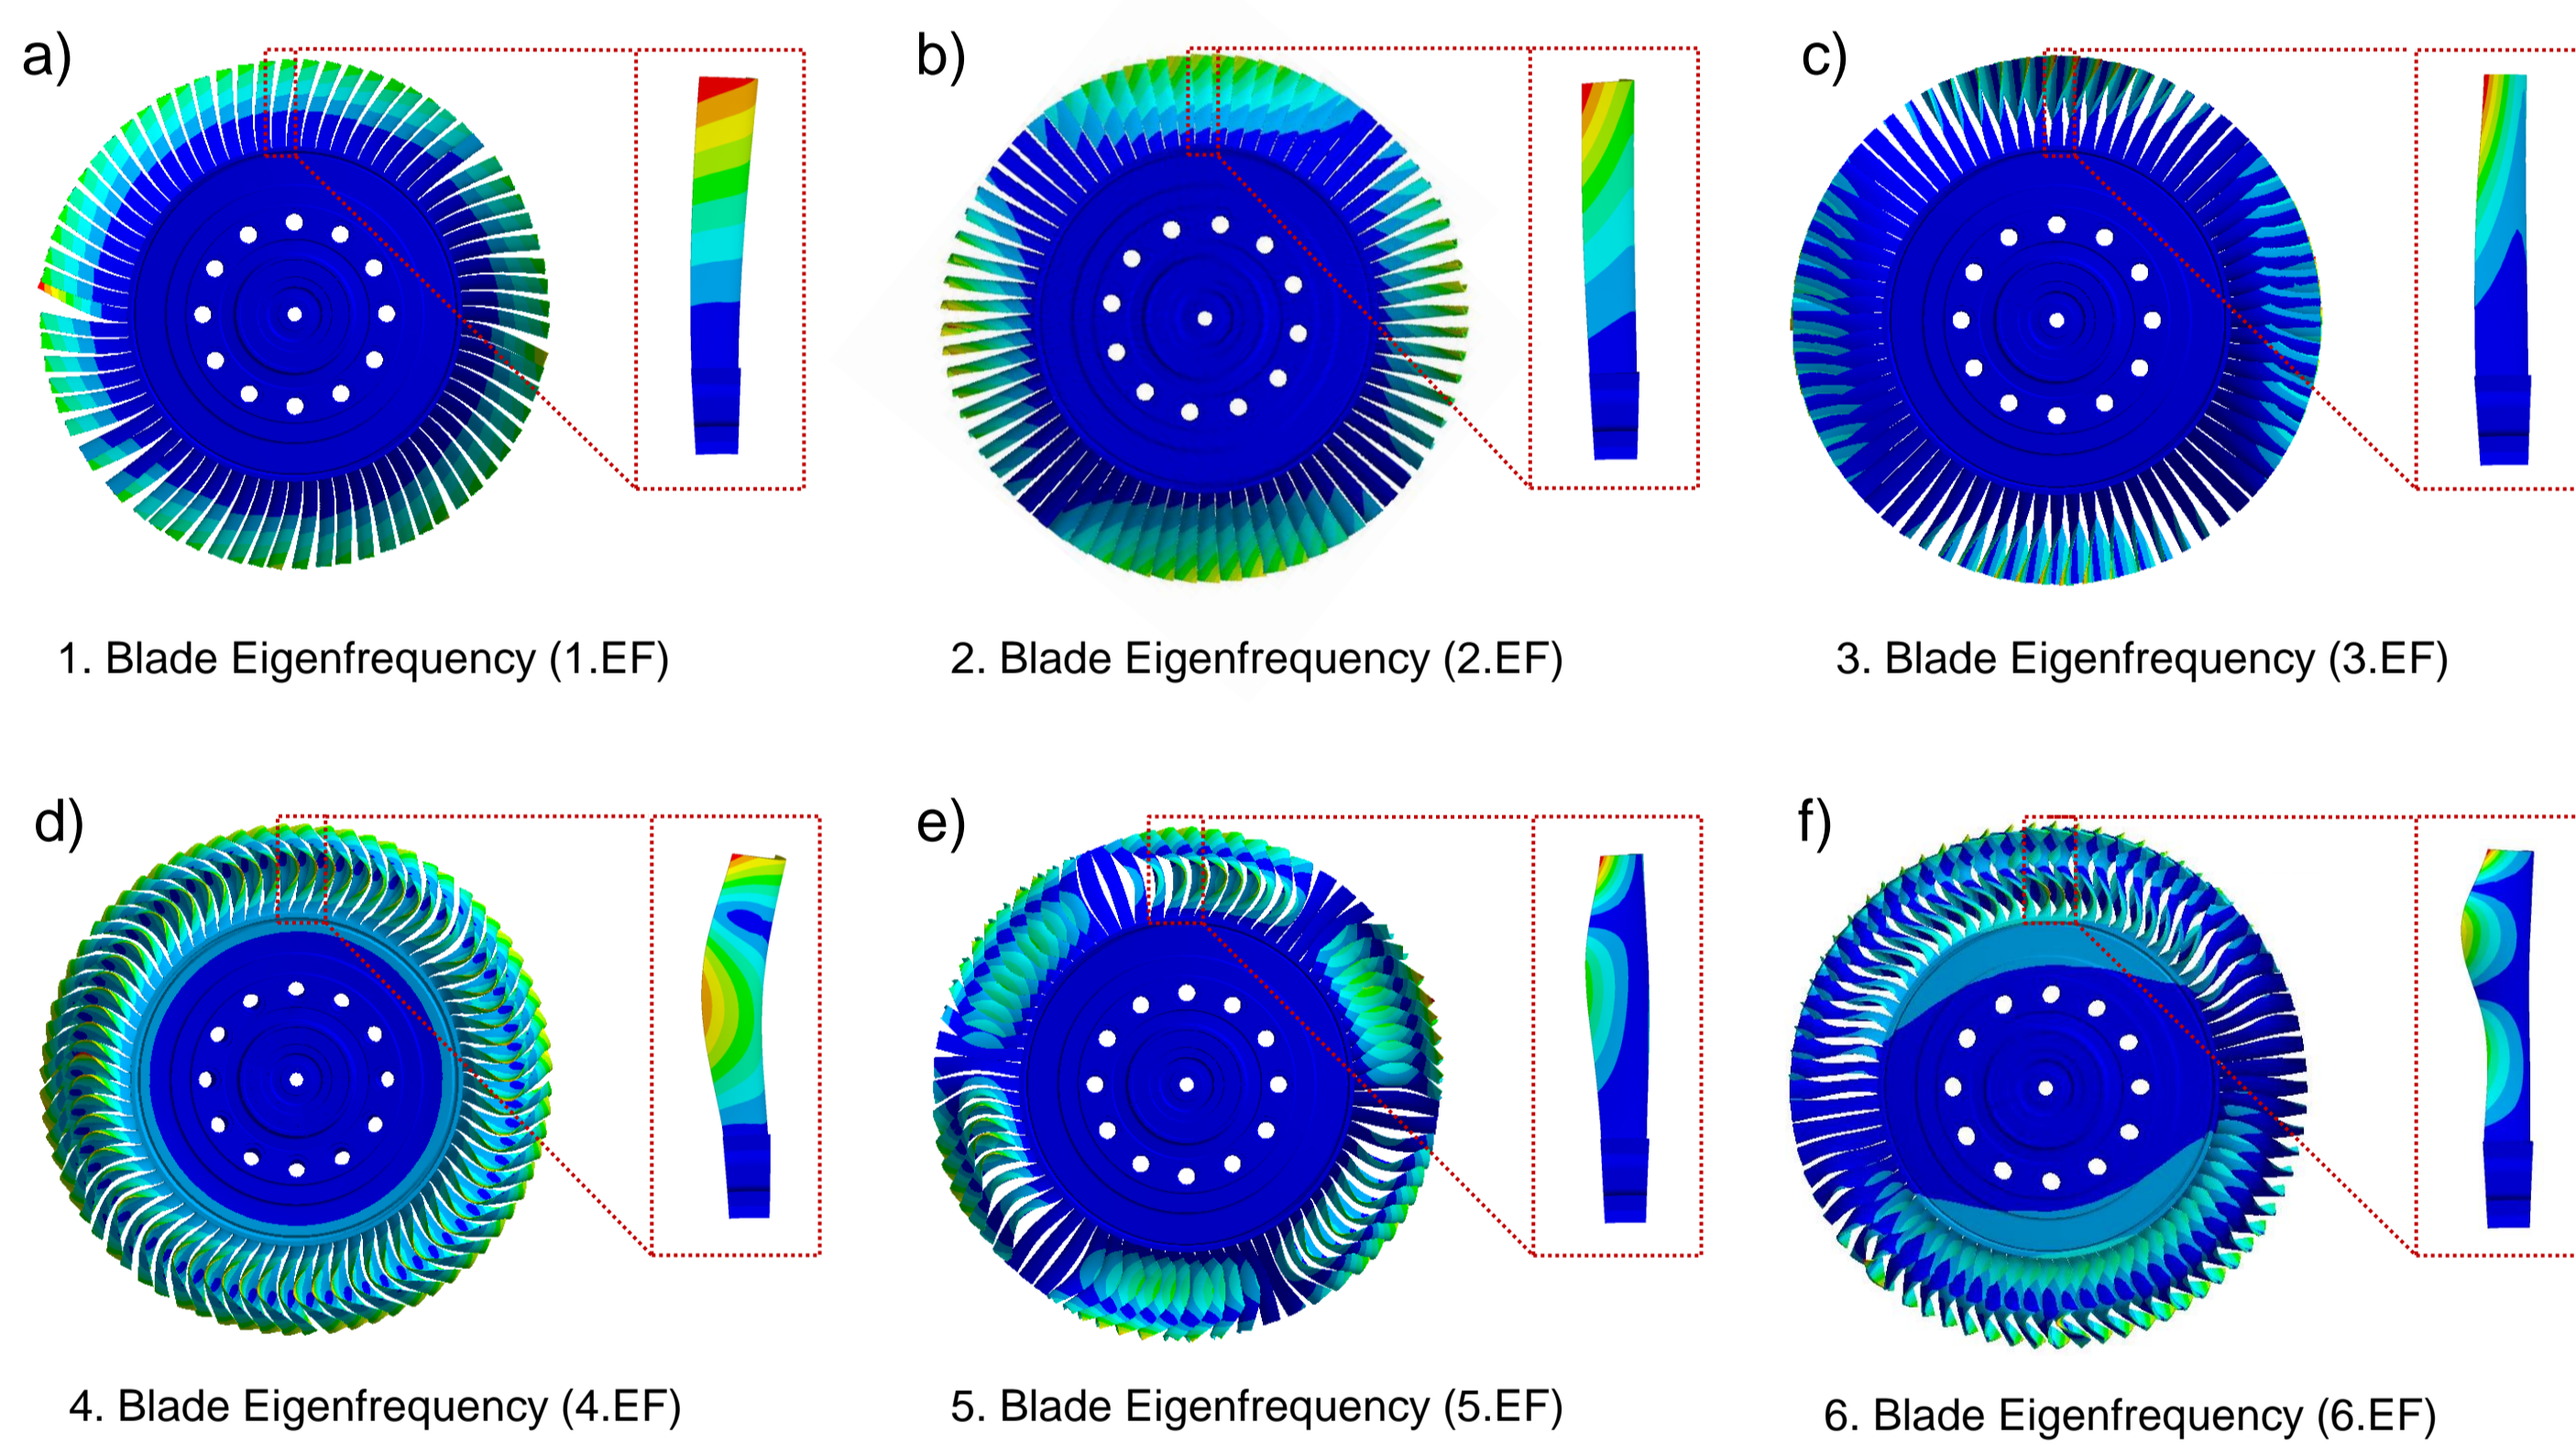 a)
b)
c)
1. Blade Eigenfrequency (1.EF)
2. Blade Eigenfrequency (2.EF)
3. Blade Eigenfrequency (3.EF)
d)
e)
f)
4. Blade Eigenfrequency (4.EF)
5. Blade Eigenfrequency (5.EF)
6. Blade Eigenfrequency (6.EF)